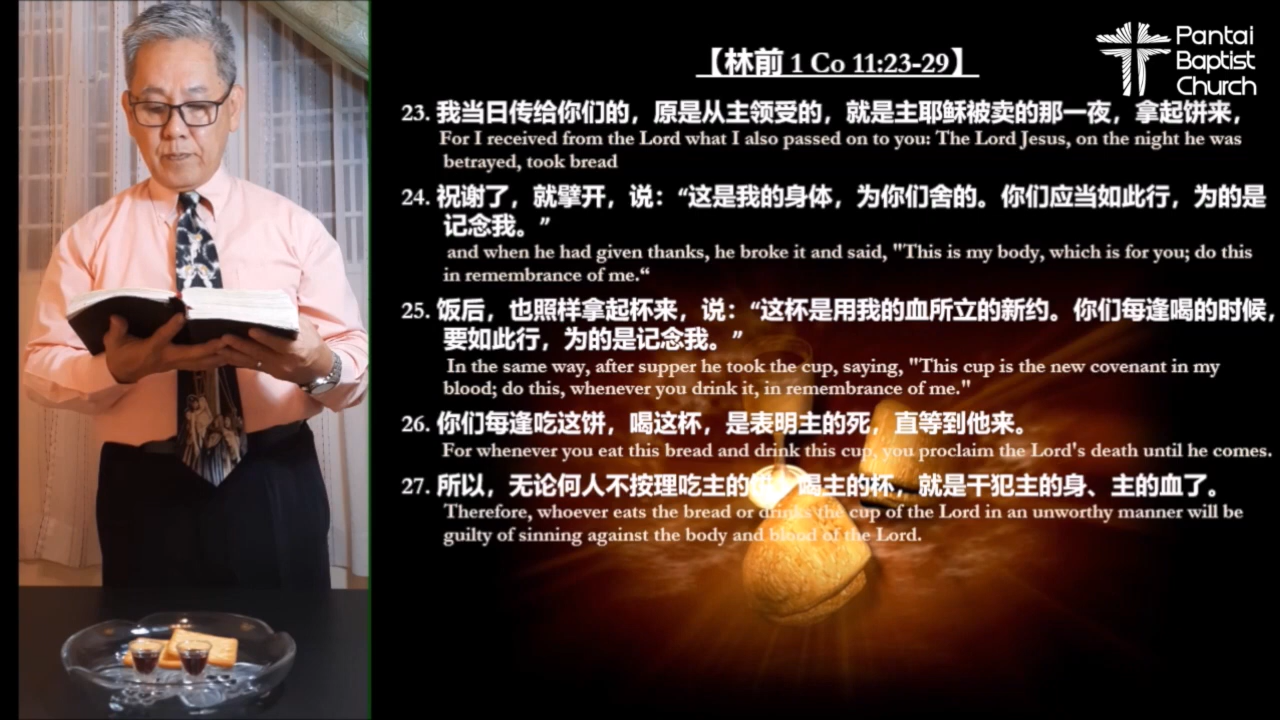 Pantai
Baptist
Church
【林前 1 Co 11:23-29】
23. 我当日传给你们的，原是从主领受的，就是主耶稣被卖的那一夜，拿起饼来，
For I received from the Lord what I also passed on to you: The Lord Jesus, on the night he was
betrayed, took bread
24. 祝谢了，就擘开，说：“这是我的身体，为你们舍的。你们应当如此行，为的是
记念我。”
and when he had given thanks, he broke it and said, "This is my body, which is for you; do this
in remembrance of me.“
25. 饭后，也照样拿起杯来，说：“这杯是用我的血所立的新约。你们每逢喝的时候，
要如此行，为的是记念我。”
In the same way, after supper he took the cup, saying, "This cup is the new covenant in my
blood; do this, whenever you drink it, in remembrance of me."
26. 你们每逢吃这饼，喝这杯，是表明主的死，直等到他来。
For whenever you eat this bread and drink this cup, you proclaim the Lord's death until he comes.
27. 所以，无论何人不按理吃主的饼，喝主的杯，就是干犯主的身、主的血了。
Therefore, whoever eats the bread or drinks the cup of the Lord in an unworthy manner will be
guilty of sinning against the body and blood of the Lord.